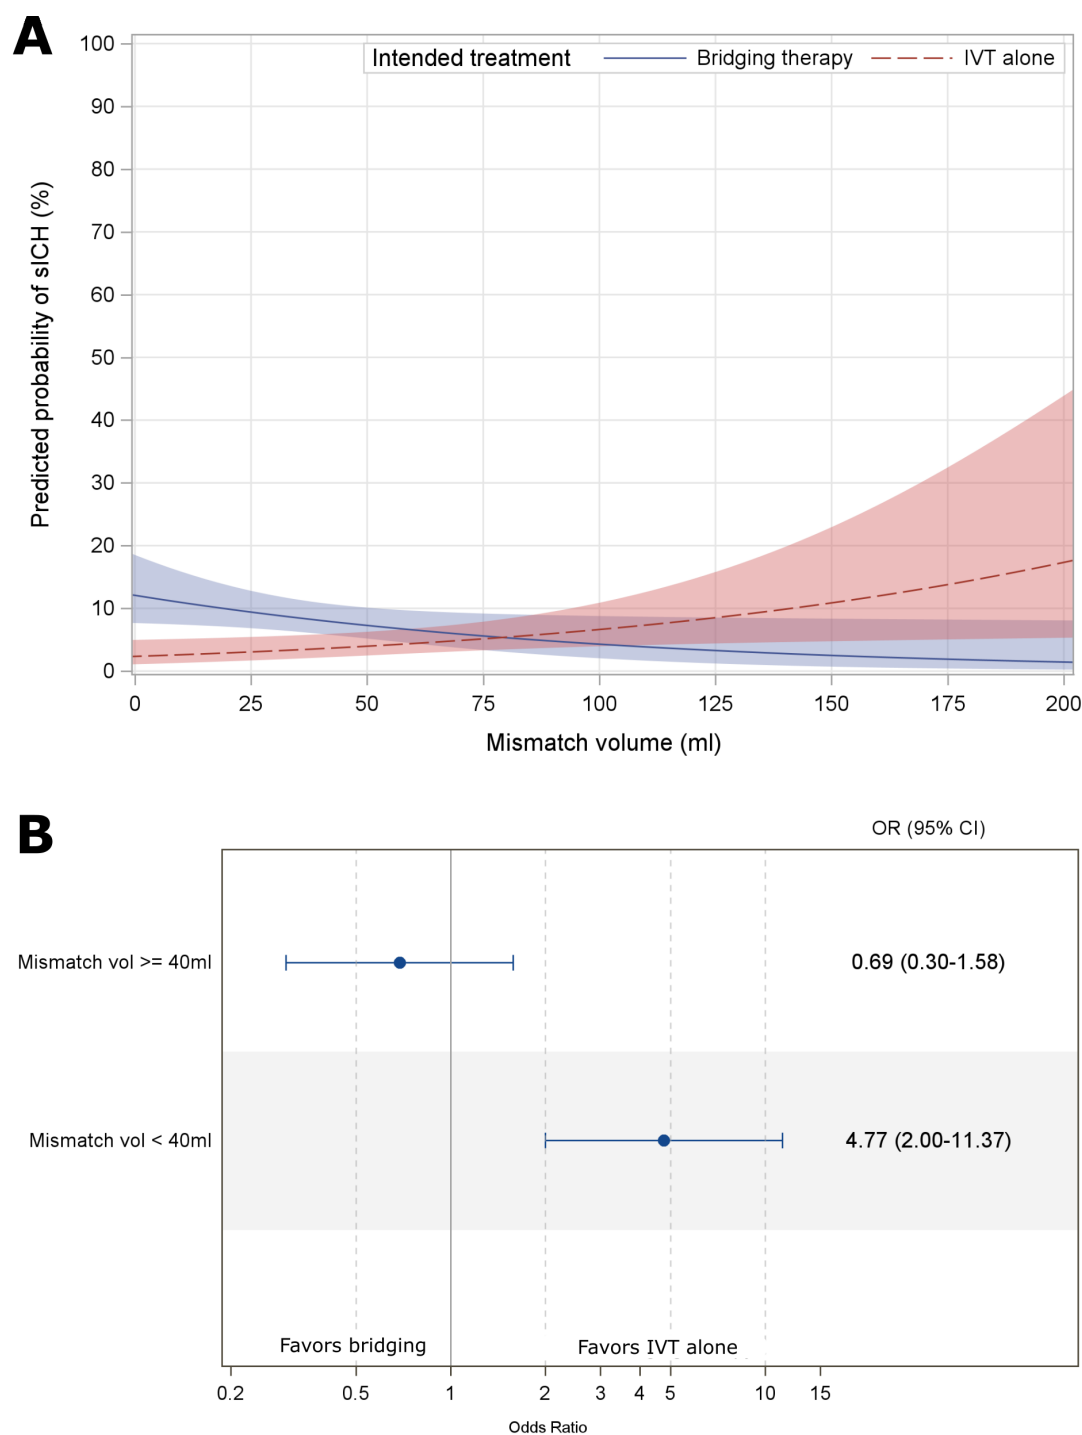 A
Intended treatment Bridging therapy IVT alone
100
90
80
70
60
50
40
30
20
10
0
Predicted probability of sICH (%)
0 25 50 75 100 125 150 175 200
Mismatch volume (ml)
B
OR (95% CI)
Mismatch vol >= 40ml 0.69 (0.30-1.58)
Mismatch vol < 40ml 4.77 (2.00-11.37)
Favors bridging Favors IVT alone
0.2 0.5 1 2 3 4 5 10 15
Odds Ratio